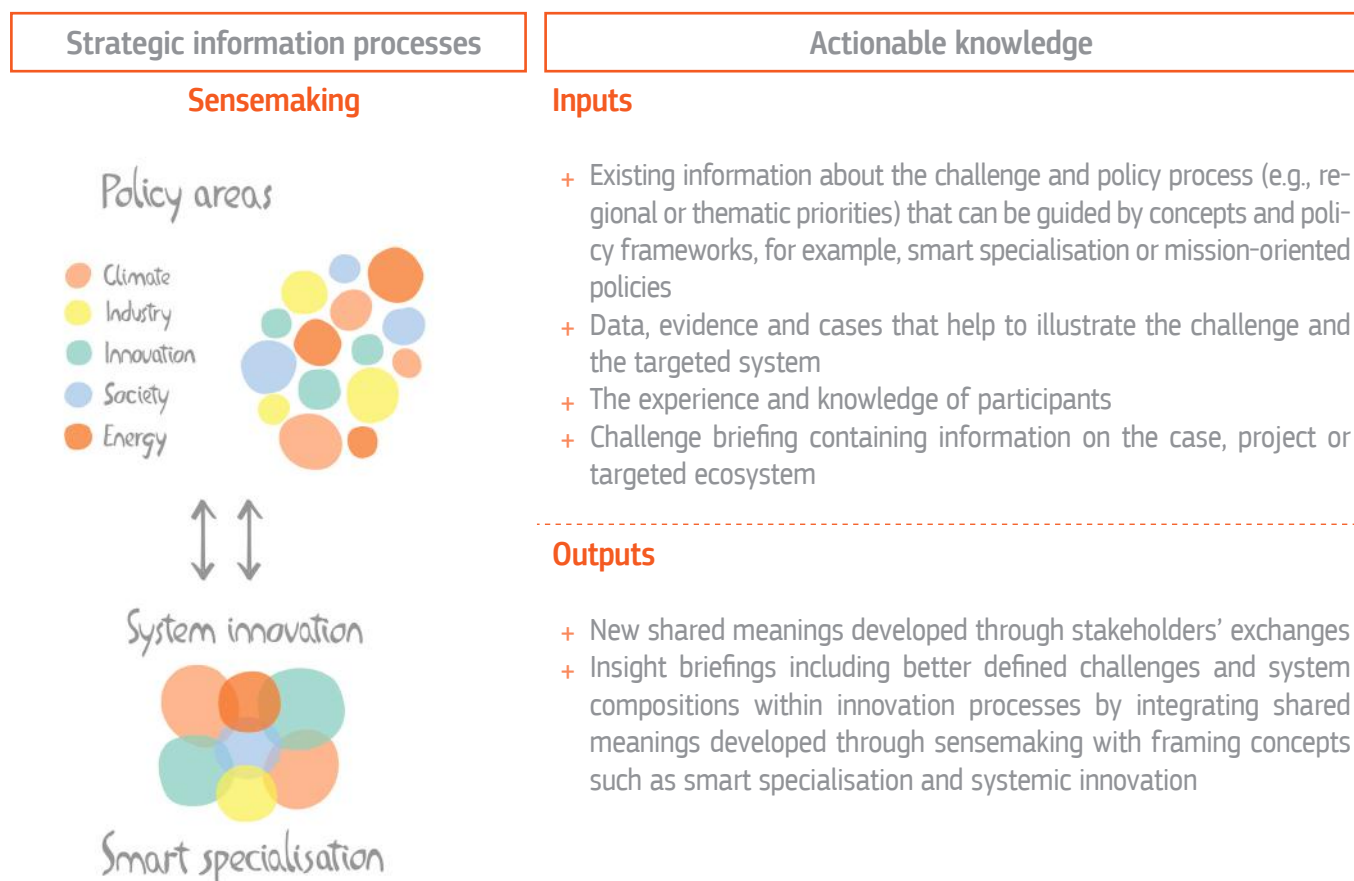 Strategic information processes
Actionable knowledge
Sensemaking
Policy areas
Climate
Industry
Innovation
Society
Energy
System innovation
Smart specialisation
Inputs
+ Existing information about the challenge and policy process (e.g., re-
gional or thematic priorities) that can be guided by concepts and poli-
cy frameworks, for example, smart specialisation or mission-oriented
policies
+ Data, evidence and cases that help to illustrate the challenge and
the targeted system
+ The experience and knowledge of participants
+ Challenge briefing containing information on the case, project or
targeted ecosystem
Outputs
+ New shared meanings developed through stakeholders’ exchanges
+ Insight briefings including better defined challenges and system
compositions within innovation processes by integrating shared
meanings developed through sensemaking with framing concepts
such as smart specialisation and systemic innovation